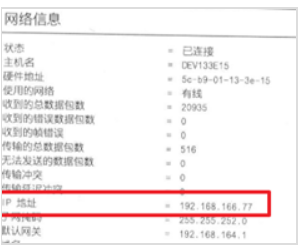 网络信息
状态 = 已连接
主机名 = DEV133E15
硬件地址 = 5c-b9-01-13-3e-15
使用的网络 = 有线
收到的总数据包数 = 20935
收到的错误数据包数 = 0
收到的帧错误 = 0
传输的总数据包数 = 516
无法发送的数据包数 = 0
传输冲突 = 0
传输延迟冲突 = 0
IP 地址 = 192.168.166.77
子网掩码 = 255.255.252.0
默认网关 = 192.168.164.1